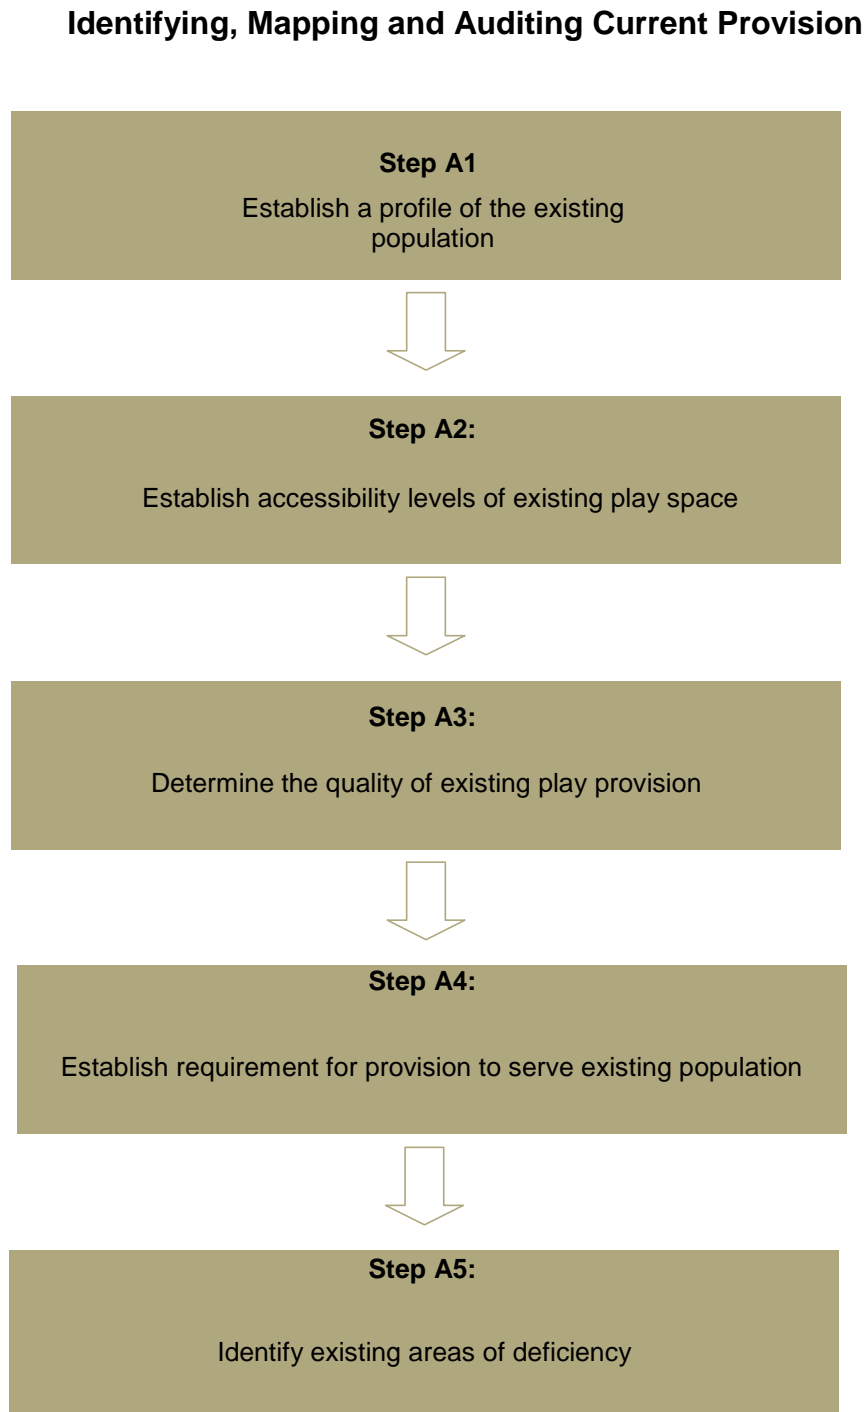 Identifying, Mapping and Auditing Current Provision
Step A1
Establish a profile of the existing
population
Step A2:
Establish accessibility levels of existing play space
Step A3:
Determine the quality of existing play provision
Step A4:
Establish requirement for provision to serve existing population
Step A5:
Identify existing areas of deficiency